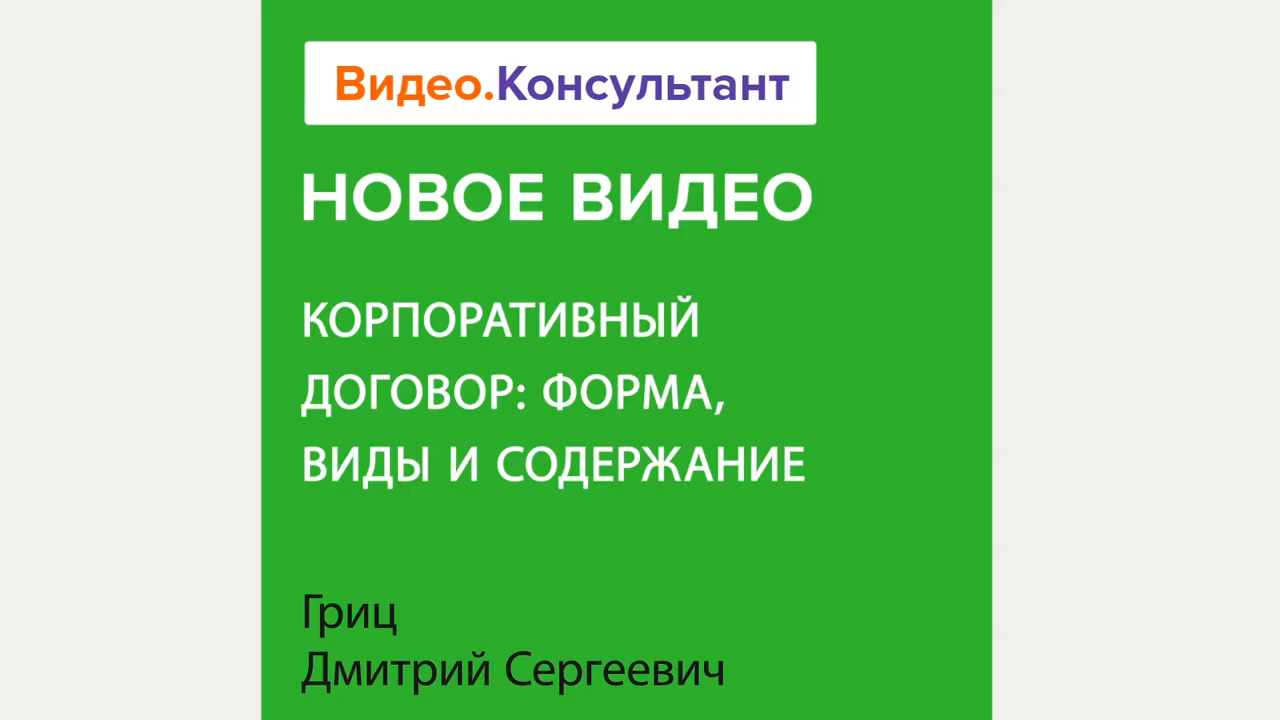 Видео.Консультант
НОВОЕ ВИДЕО
КОРПОРАТИВНЫЙ
ДОГОВОР: ФОРМА,
ВИДЫ И СОДЕРЖАНИЕ
Гриц
Дмитрий Сергеевич